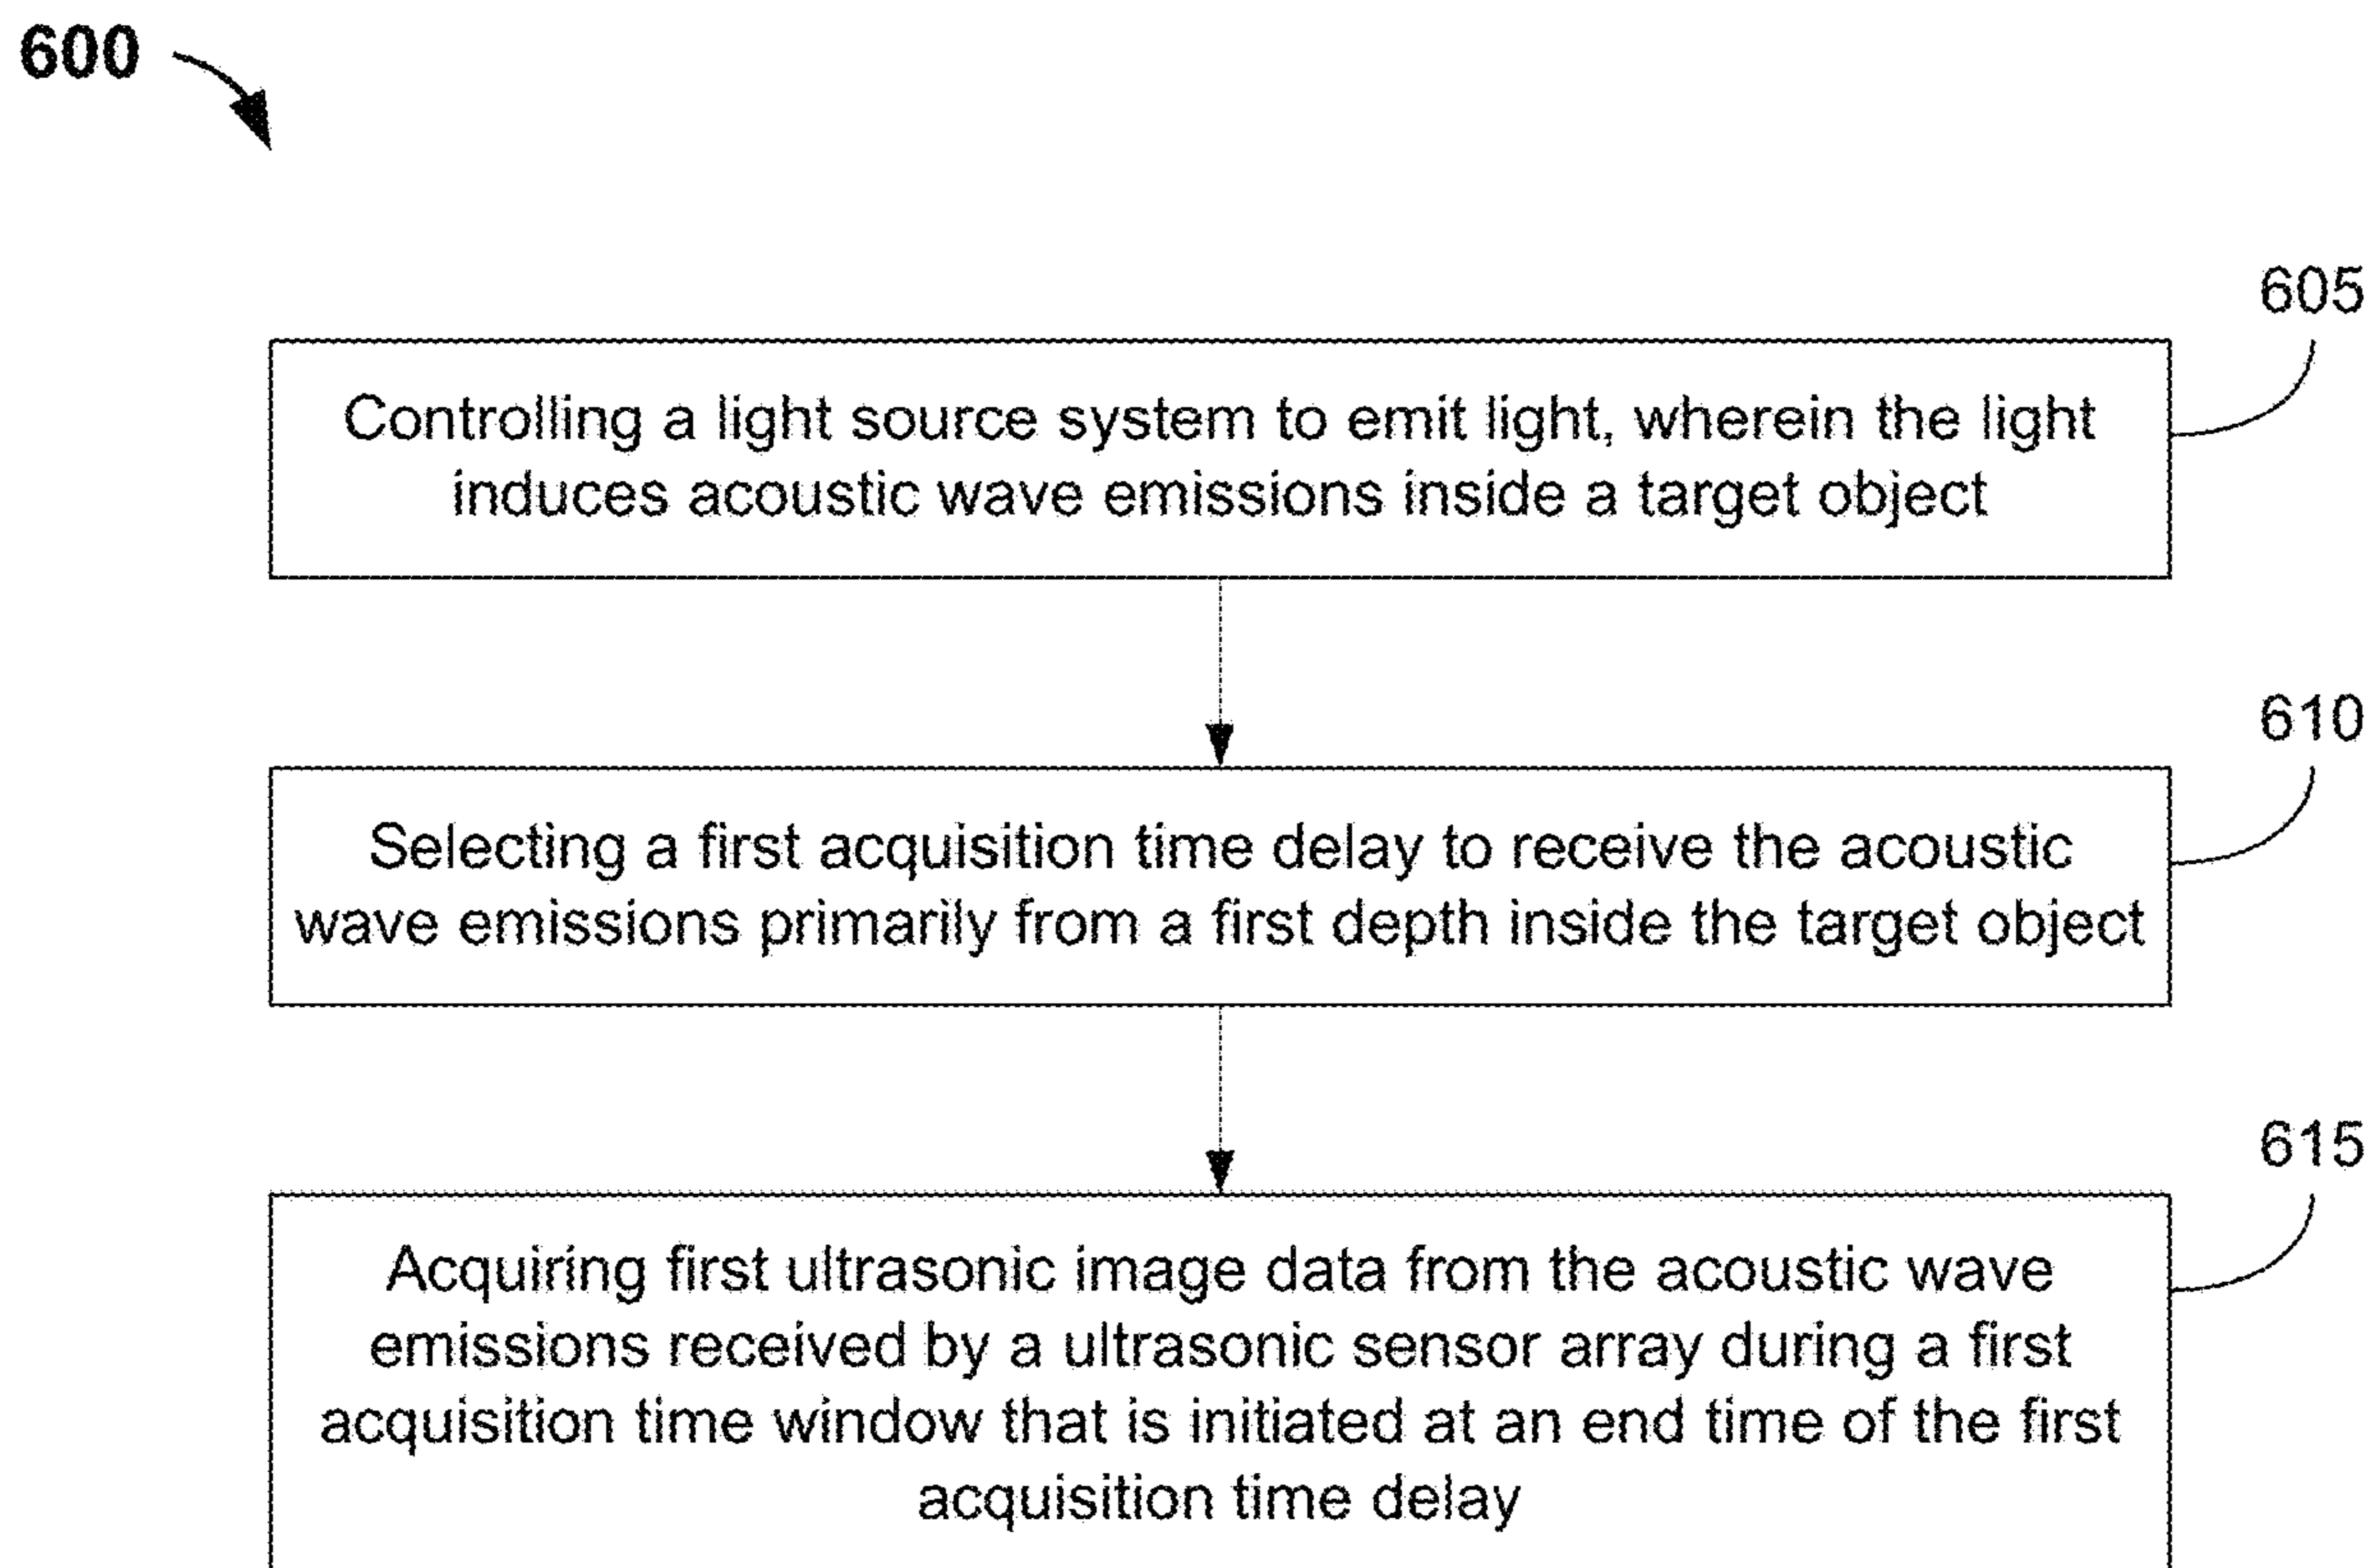 600
605
Controlling a light source system to emit light, wherein the light
induces acoustic wave emissions inside a target object
610
Selecting a first acquisition time delay to receive the acoustic
wave emissions primarily from a first depth inside the target object
615
Acquiring first ultrasonic image data from the acoustic wave
emissions received by a ultrasonic sensor array during a first
acquisition time window that is initiated at an end time of the first
acquisition time delay